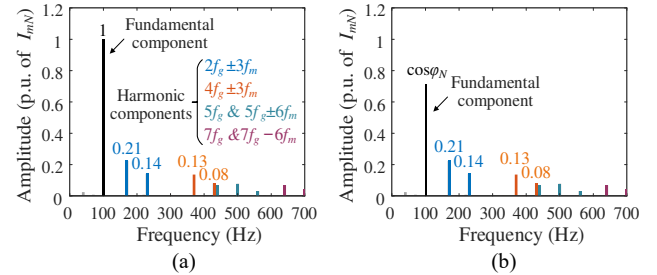 1.2
1
0.8
0.6
0.4
0.2
0
Amplitude (p.u. of I_{mN})
1
Fundamental
component
Harmonic
components
2f_g ±3f_m
4f_g ±3f_m
5f_g & 5f_g±6f_m
7f_g &7f_g−6f_m
0.21
0.14
0.13
0.08
0 100 200 300 400 500 600 700
Frequency (Hz)
(a)
1.2
1
0.8
0.6
0.4
0.2
0
Amplitude (p.u. of I_{mN})
cosφ_N
Fundamental
component
0.21
0.14
0.13
0.08
0 100 200 300 400 500 600 700
Frequency (Hz)
(b)